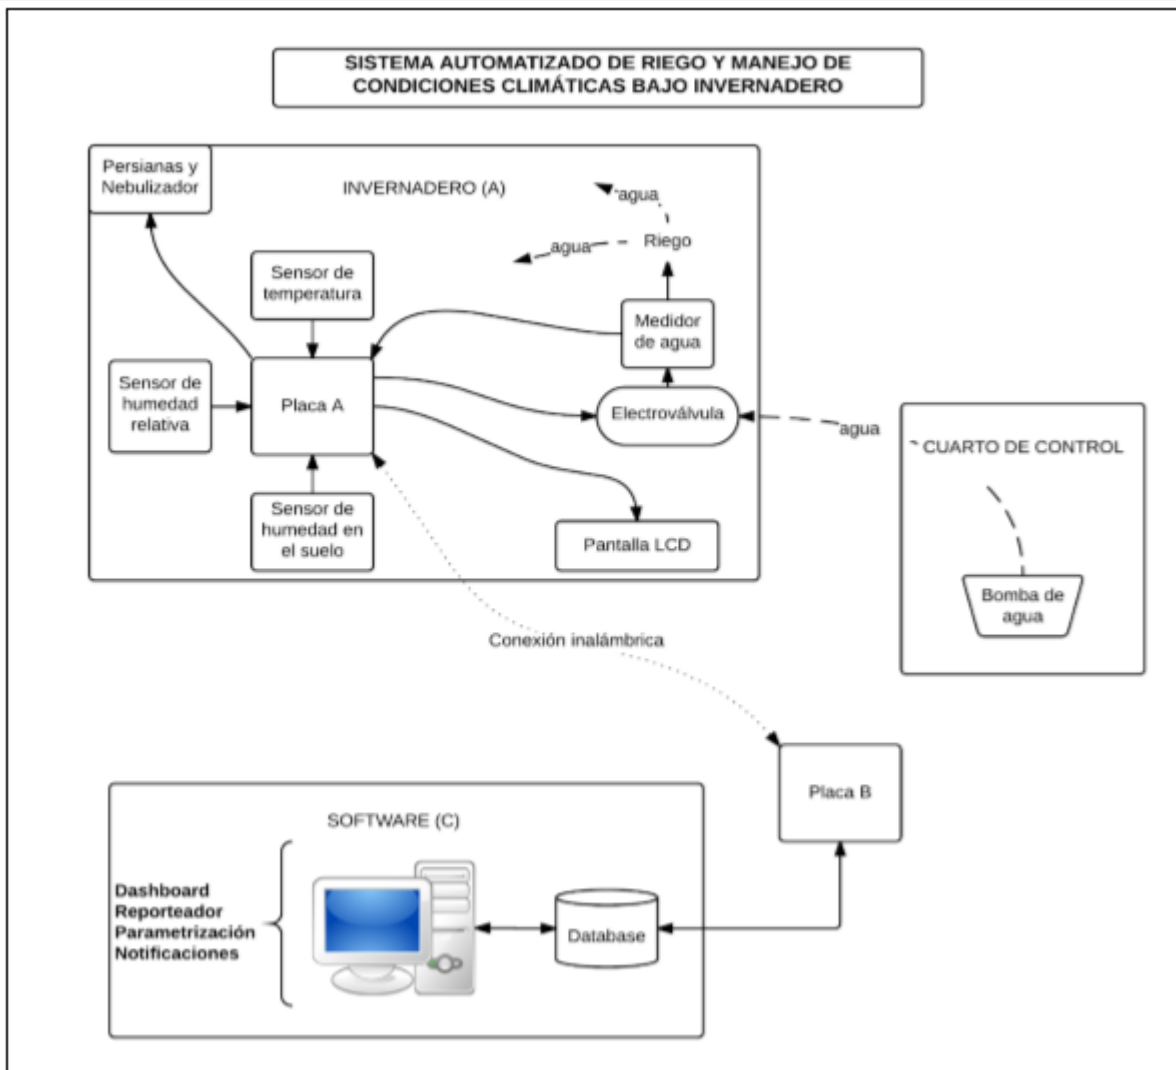 SISTEMA AUTOMATIZADO DE RIEGO Y MANEJO DE
CONDICIONES CLIMÁTICAS BAJO INVERNADERO
Persianas y
Nebulizador
INVERNADERO (A)
agua
agua
Riego
Sensor de
temperatura
Medidor
de agua
Sensor de
humedad
relativa
Placa A
Electroválvula
agua
CUARTO DE CONTROL
Sensor de
humedad en
el suelo
Pantalla LCD
Bomba de
agua
Conexión inalámbrica
Placa B
SOFTWARE (C)
Dashboard
Reporteador
Parametrización
Notificaciones
Database